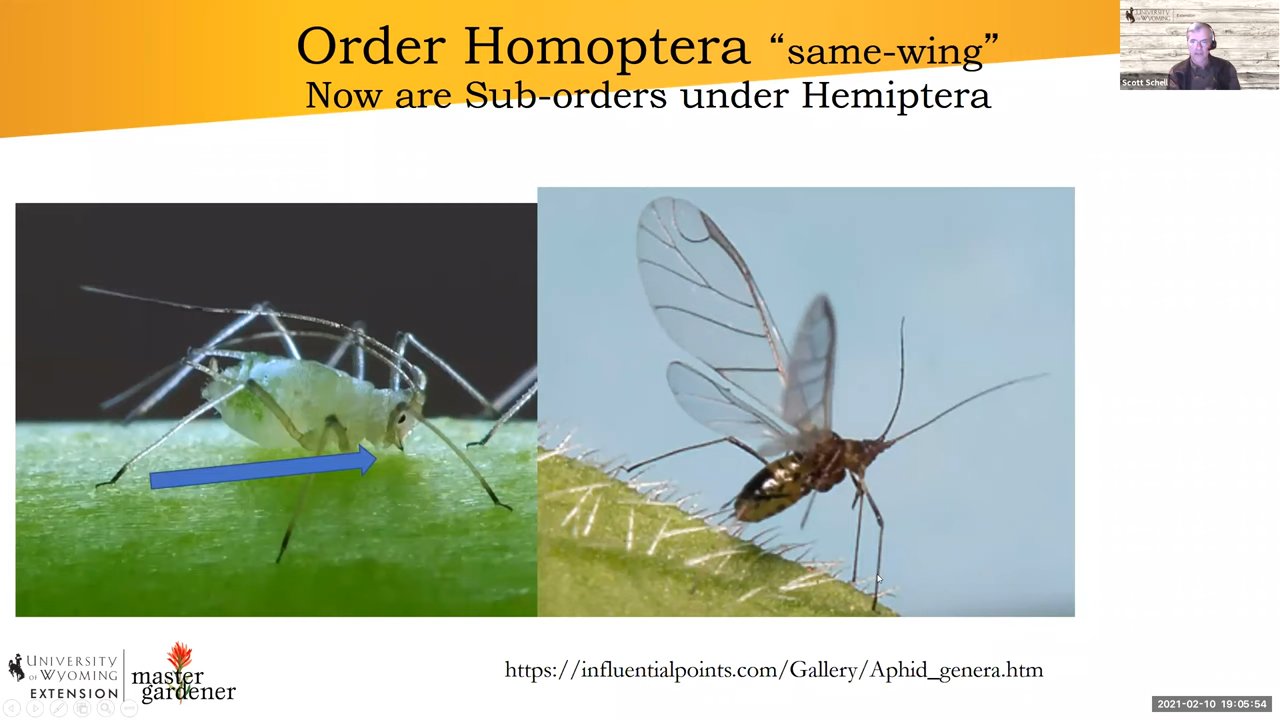 Order Homoptera “same-wing”
Now are Sub-orders under Hemiptera
UNIVERSITY
OF WYOMING
Extension
Scott Schell
UNIVERSITY
OF WYOMING
EXTENSION
master
gardener
https://influentialpoints.com/Gallery/Aphid_genera.htm
2021-02-10 19:05:54